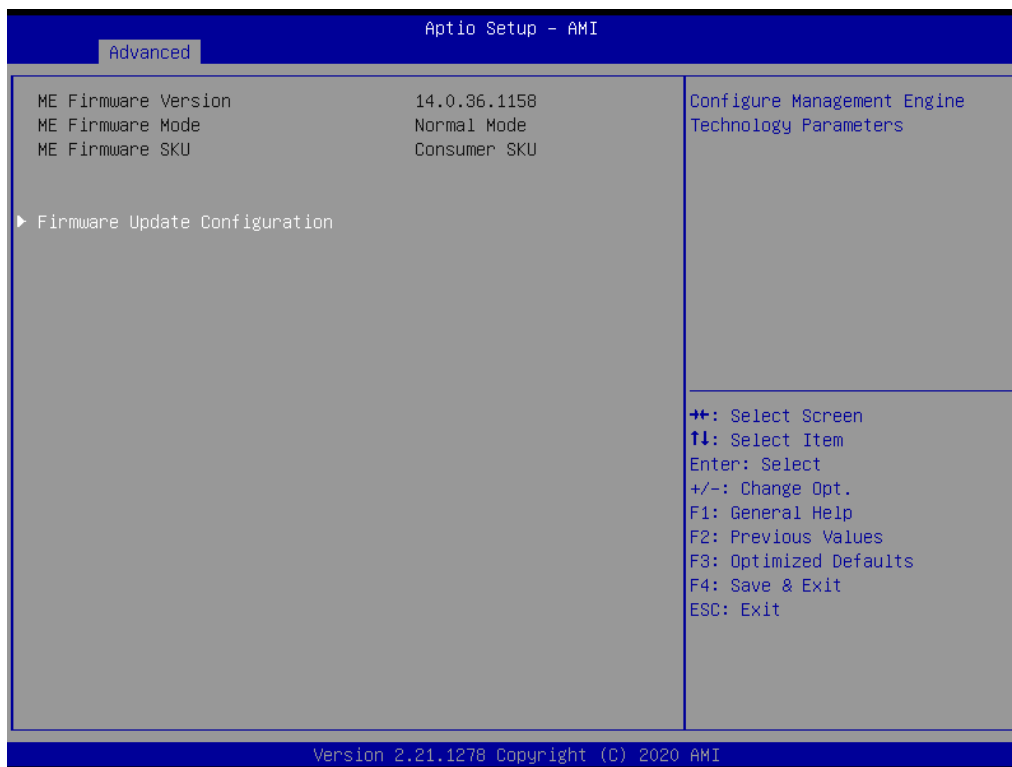 Aptio Setup – AMI
Advanced
ME Firmware Version 14.0.36.1158
ME Firmware Mode Normal Mode
ME Firmware SKU Consumer SKU
▶ Firmware Update Configuration
Configure Management Engine
Technology Parameters
→←: Select Screen
↑↓: Select Item
Enter: Select
+/-: Change Opt.
F1: General Help
F2: Previous Values
F3: Optimized Defaults
F4: Save & Exit
ESC: Exit
Version 2.21.1278 Copyright (C) 2020 AMI